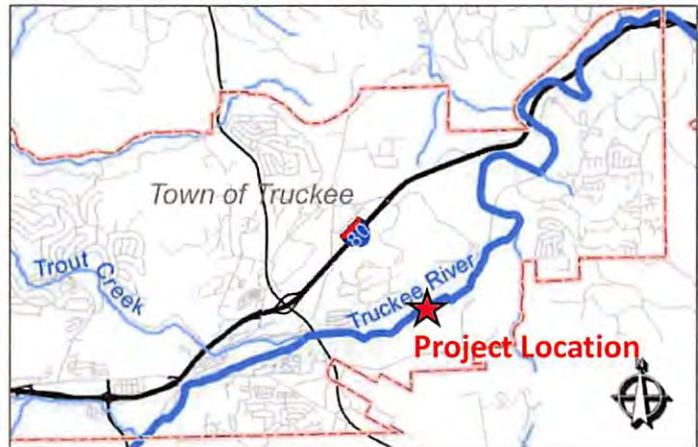 Town of Truckee
80
Trout Creek
Truckee River
Project Location